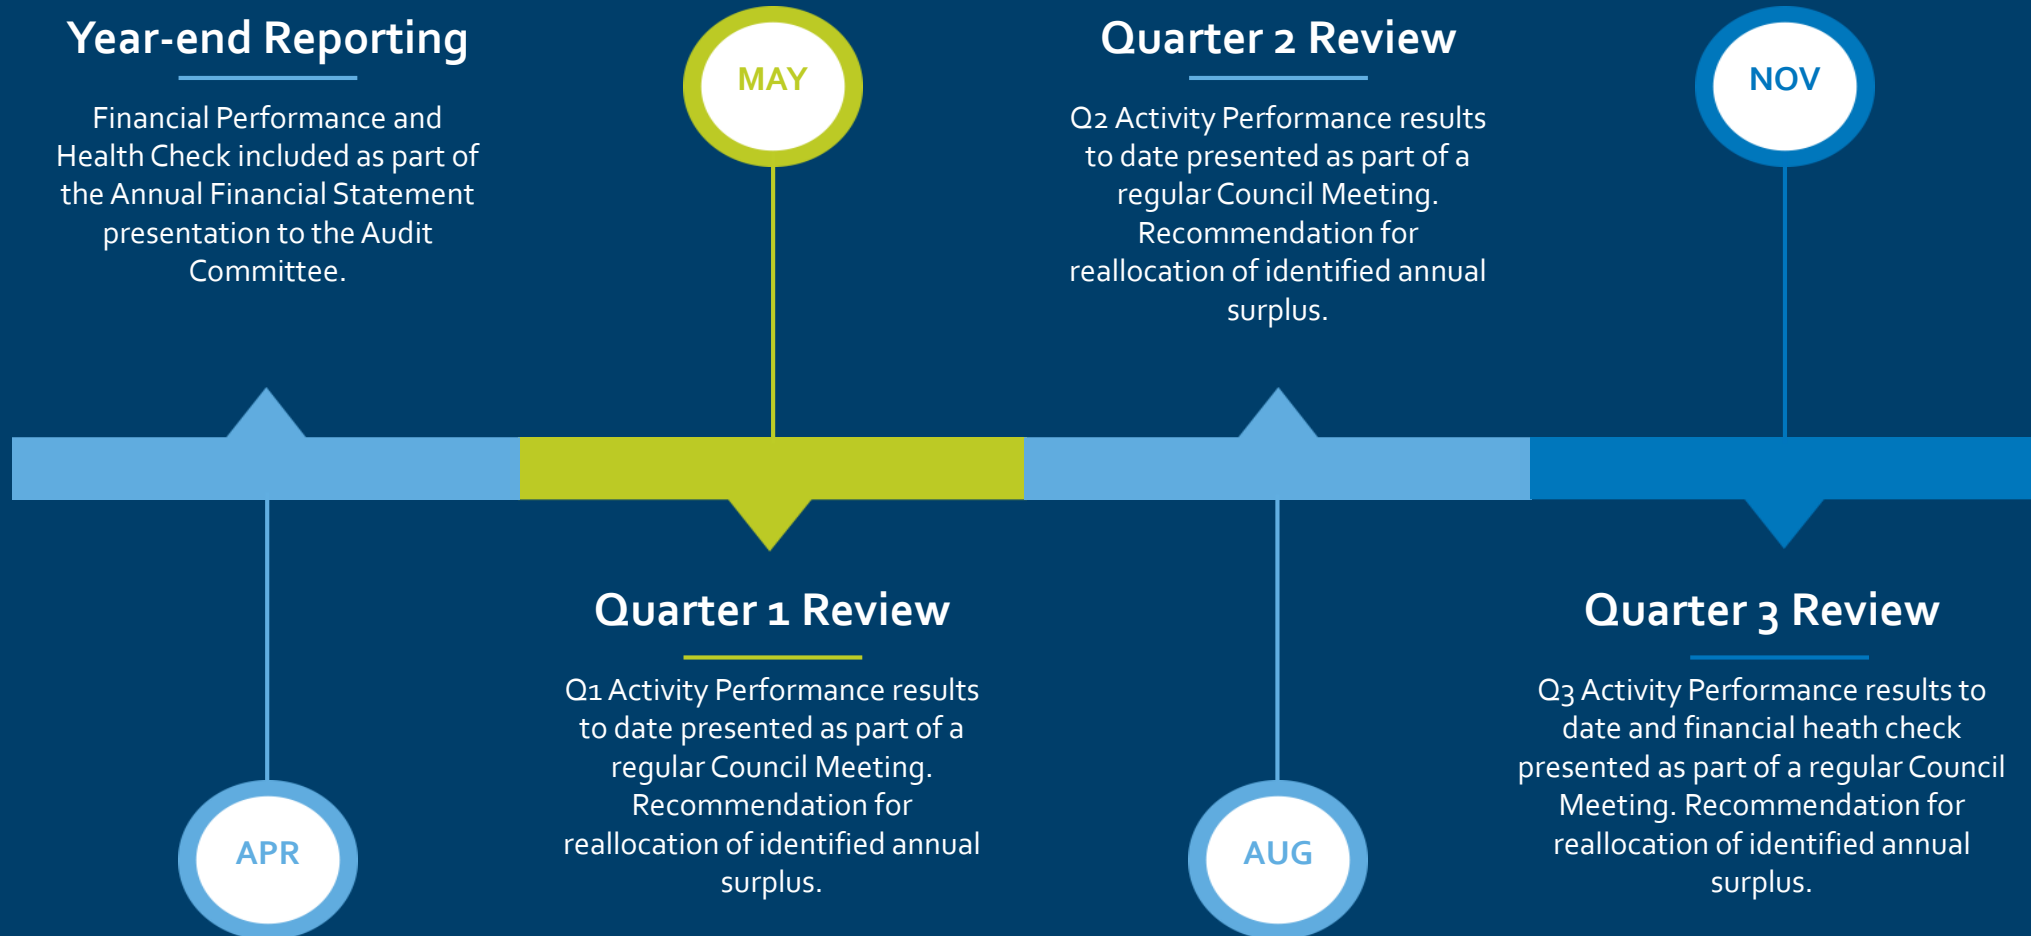 Year-end Reporting
Financial Performance and
Health Check included as part of
the Annual Financial Statement
presentation to the Audit
Committee.
APR
MAY
Quarter 1 Review
Q1 Activity Performance results
to date presented as part of a
regular Council Meeting.
Recommendation for
reallocation of identified annual
surplus.
Quarter 2 Review
Q2 Activity Performance results
to date presented as part of a
regular Council Meeting.
Recommendation for
reallocation of identified annual
surplus.
AUG
NOV
Quarter 3 Review
Q3 Activity Performance results to
date and financial heath check
presented as part of a regular Council
Meeting. Recommendation for
reallocation of identified annual
surplus.